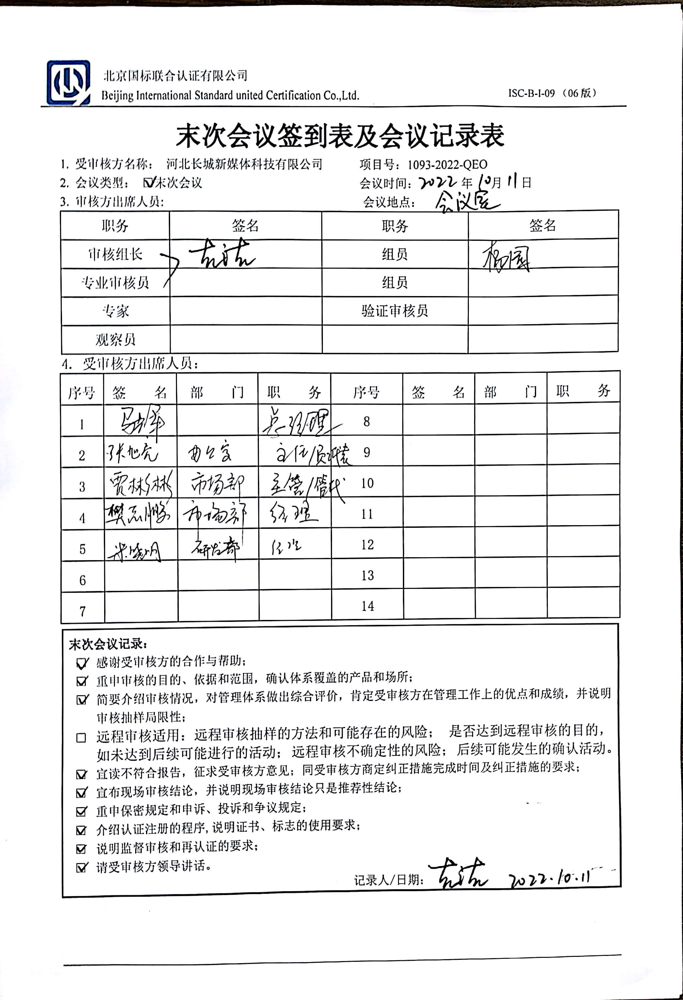 北京国标联合认证有限公司
Beijing International Standard united Certification Co.,Ltd.
ISC-B-I-09 （06 版）
末次会议签到表及会议记录表
1. 受审核方名称： 河北长城新媒体科技有限公司 项目号：1093-2022-QEO
2. 会议类型： ☑末次会议 会议时间：2022 年 10 月 11 日
3. 审核方出席人员: 会议地点： 会议室
职务 签名 职务 签名
审核组长 组员
专业审核员 组员
专家 验证审核员
观察员
4. 受审核方出席人员：
序号 签 名 部 门 职 务 序号 签 名 部 门 职 务
1 总经理 8
2 张旭亮 办公室 主任/员工代表 9
3 贾彬彬 市场部 主管/管代 10
4 樊志鹏 市场部 经理 11
5 研发部 12
6 13
7 14
末次会议记录：
☑ 感谢受审核方的合作与帮助；
☑ 重申审核的目的、依据和范围，确认体系覆盖的产品和场所；
☑ 简要介绍审核情况，对管理体系做出综合评价，肯定受审核方在管理工作上的优点和成绩，并说明
审核抽样局限性；
□ 远程审核适用：远程审核抽样的方法和可能存在的风险； 是否达到远程审核的目的，
如未达到后续可能进行的活动；远程审核不确定性的风险；后续可能发生的确认活动。
☑ 宣读不符合报告，征求受审核方意见；同受审核方商定纠正措施完成时间及纠正措施的要求；
☑ 宣布现场审核结论，并说明现场审核结论只是推荐性结论；
☑ 重申保密规定和申诉、投诉和争议规定；
☑ 介绍认证注册的程序, 说明证书、标志的使用要求；
☑ 说明监督审核和再认证的要求；
☑ 请受审核方领导讲话。
记录人/日期： 2022.10.11